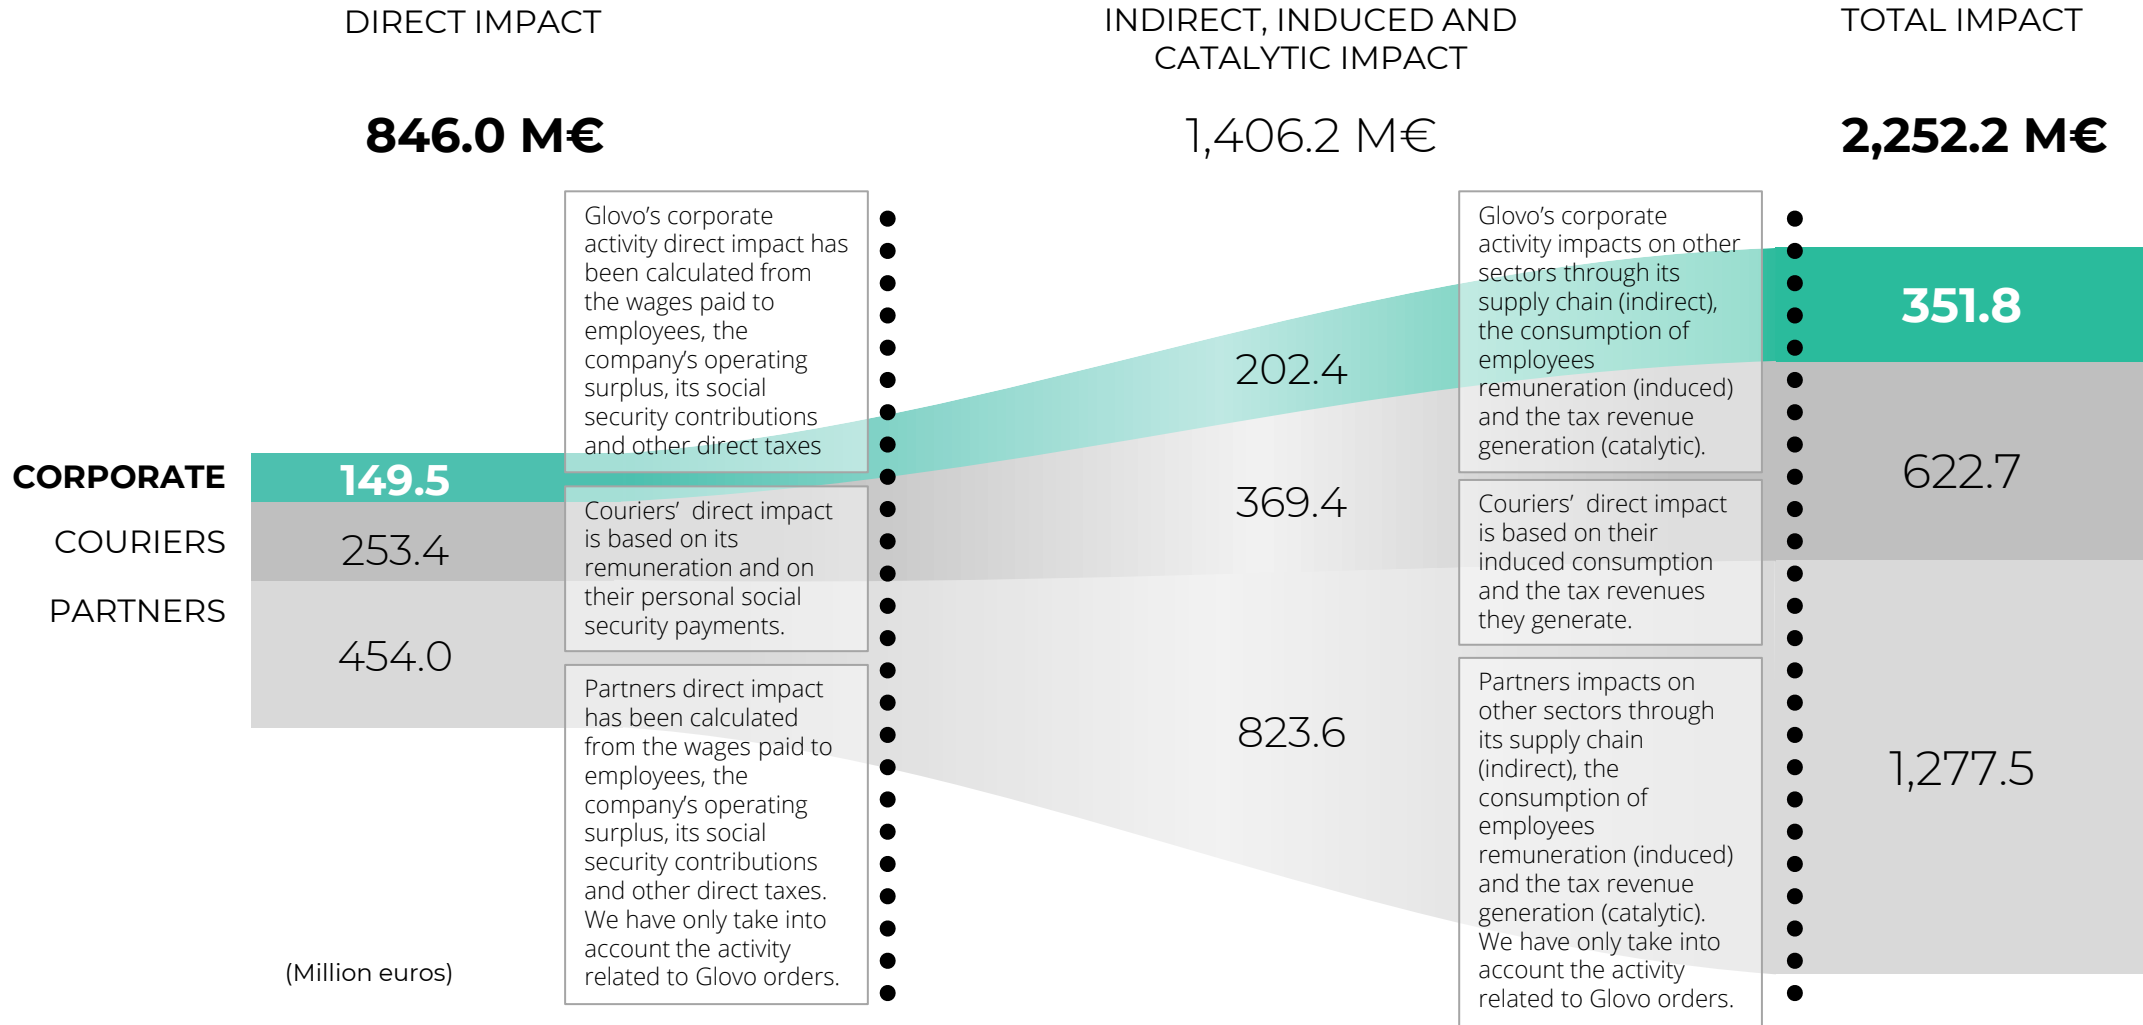 DIRECT IMPACT
INDIRECT, INDUCED AND
CATALYTIC IMPACT
TOTAL IMPACT
846.0 M€
1,406.2 M€
2,252.2 M€
CORPORATE
COURIERS
PARTNERS
149.5
253.4
454.0
(Million euros)
Glovo’s corporate
activity direct impact has
been calculated from
the wages paid to
employees, the
company’s operating
surplus, its social
security contributions
and other direct taxes
Couriers’  direct impact
is based on its
remuneration and on
their personal social
security payments.
Partners direct impact
has been calculated
from the wages paid to
employees, the
company’s operating
surplus, its social
security contributions
and other direct taxes.
We have only take into
account the activity
related to Glovo orders.
202.4
369.4
823.6
Glovo’s corporate
activity impacts on other
sectors through its
supply chain (indirect),
the consumption of
employees
remuneration (induced)
and the tax revenue
generation (catalytic).
Couriers’  direct impact
is based on their
induced consumption
and the tax revenues
they generate.
Partners impacts on
other sectors through
its supply chain
(indirect), the
consumption of
employees
remuneration (induced)
and the tax revenue
generation (catalytic).
We have only take into
account the activity
related to Glovo orders.
351.8
622.7
1,277.5